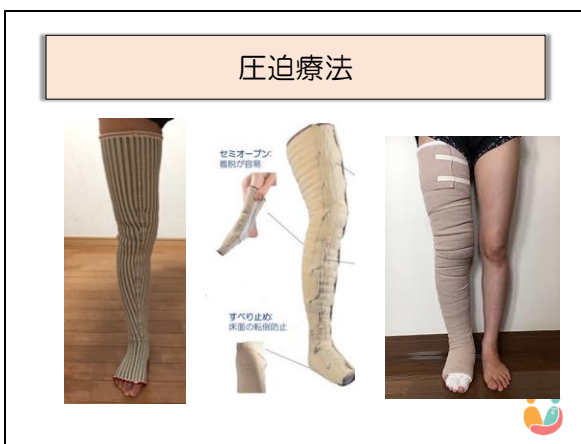 圧迫療法
セミオープン:
着脱が容易
すべり止め:
床面の転倒防止